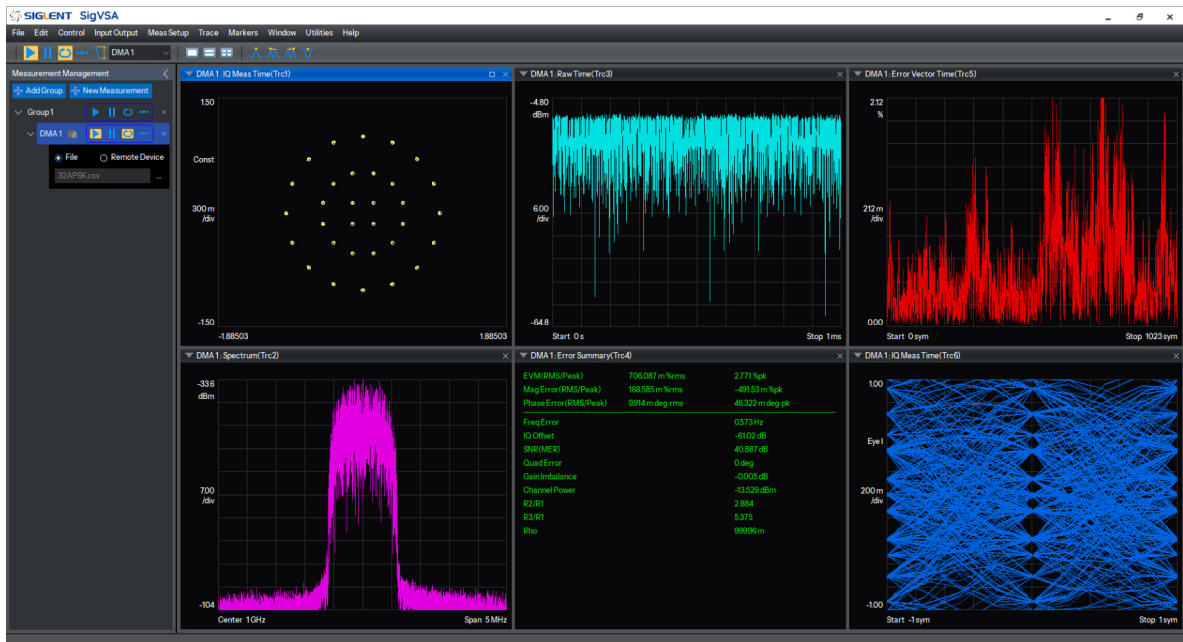 SIGLENT SigVSA
File Edit Control Input Output Meas Setup Trace Markers Window Utilities Help
DMA 1
Measurement Management
Add Group New Measurement
Group1
DMA1
File Remote Device
32APSK.csv ...
DMA 1: IQ Meas Time(Trc1)
1.50
Const
300 m
/div
-1.50
-1.88503 1.88503
DMA 1: Raw Time(Trc3)
-4.80
dBm
6.00
/div
-64.8
Start 0 s Stop 1 ms
DMA 1: Error Vector Time(Trc5)
2.12
%
212 m
/div
0.00
Start 0 sym Stop 1023 sym
DMA 1: Spectrum(Trc2)
-33.6
dBm
7.00
/div
-104
Center 1 GHz Span 5 MHz
DMA 1: Error Summary(Trc4)
EVM(RMS/Peak) 706.087 m %rms 2.771 %pk
Mag Error(RMS/Peak) 168.585 m %rms -491.53 m %pk
Phase Error(RMS/Peak) 9.914 m deg rms 46.322 m deg pk
Freq Error 0.573 Hz
IQ Offset -61.02 dB
SNR(MER) 40.887 dB
Quad Error 0 deg
Gain Imbalance -0.005 dB
Channel Power -13.529 dBm
R2/R1 2.884
R3/R1 5.375
Rho 999.96 m
DMA 1: IQ Meas Time(Trc6)
1.00
Eye I
200 m
/div
-1.00
Start -1 sym Stop 1 sym